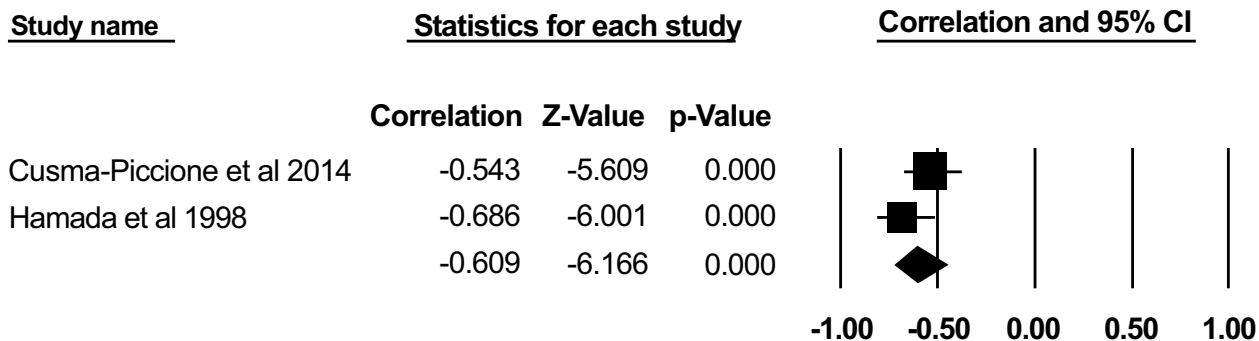 Study name Statistics for each study Correlation and 95% CI
Correlation Z-Value p-Value
Cusma-Piccione et al 2014 -0.543 -5.609 0.000
Hamada et al 1998 -0.686 -6.001 0.000
-0.609 -6.166 0.000
-1.00 -0.50 0.00 0.50 1.00